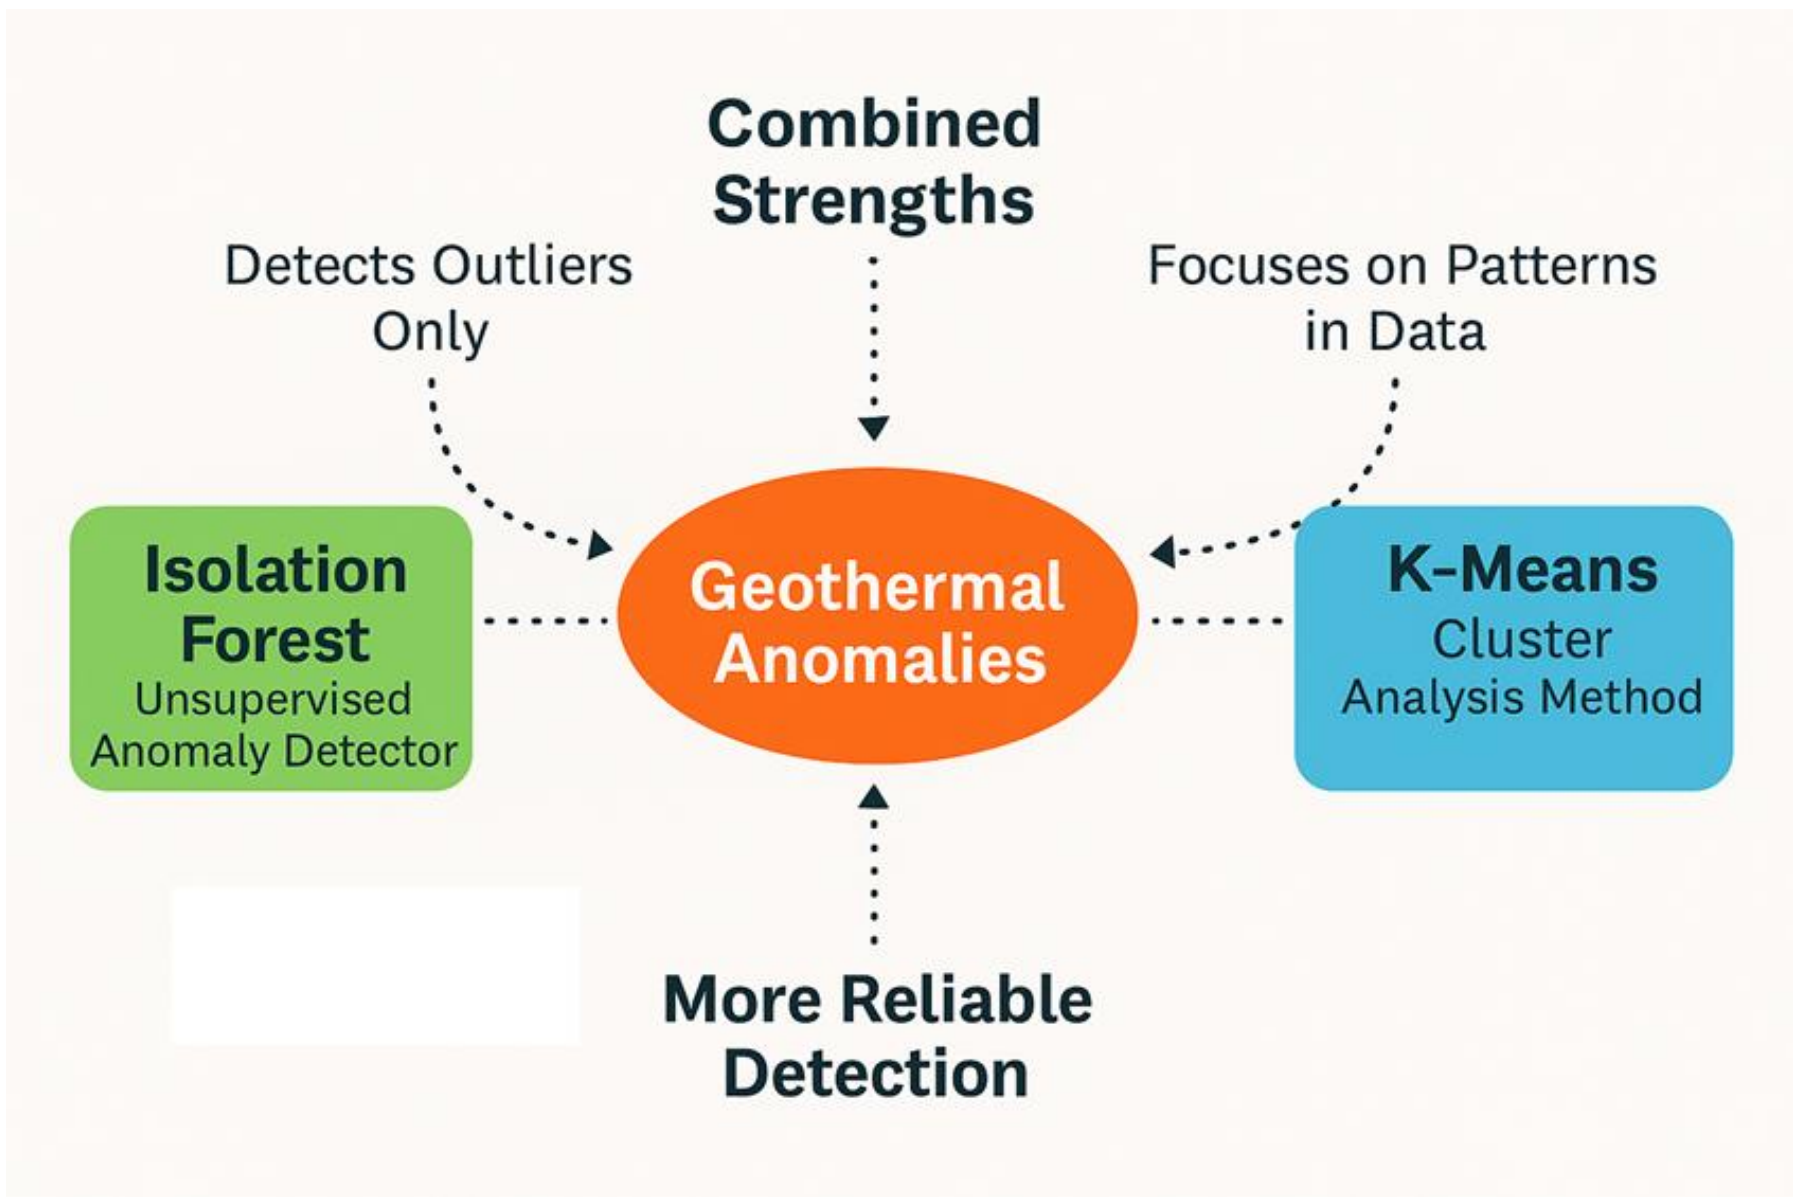 Combined
Strengths
Detects Outliers
Only
Focuses on Patterns
in Data
Isolation
Forest
Unsupervised
Anomaly Detector
Geothermal
Anomalies
K-Means
Cluster
Analysis Method
More Reliable
Detection